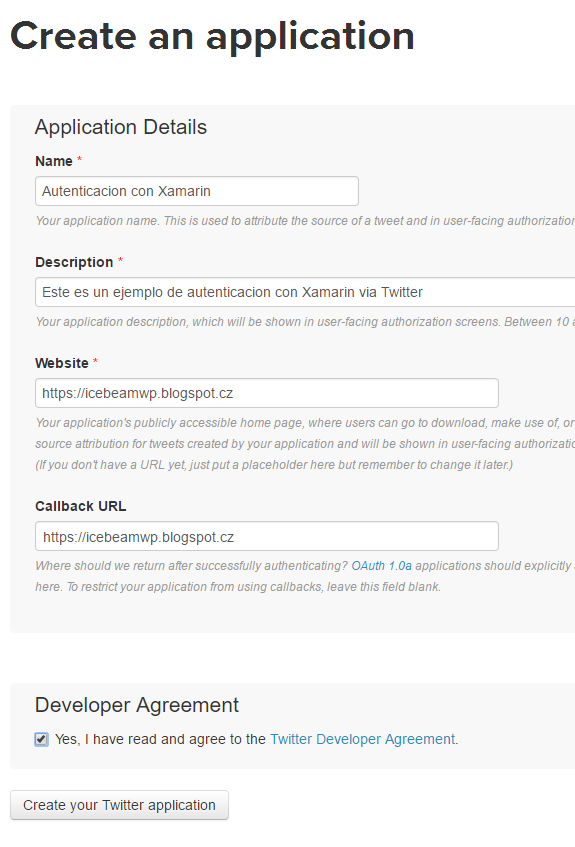 Create an application
Application Details
Name *
Autenticacion con Xamarin
Your application name. This is used to attribute the source of a tweet and in user-facing authorization
Description *
Este es un ejemplo de autenticacion con Xamarin via Twitter
Your application description, which will be shown in user-facing authorization screens. Between 10 a
Website *
https://icebeamwp.blogspot.cz
Your application's publicly accessible home page, where users can go to download, make use of, or
source attribution for tweets created by your application and will be shown in user-facing authorizatio
(If you don't have a URL yet, just put a placeholder here but remember to change it later.)
Callback URL
https://icebeamwp.blogspot.cz
Where should we return after successfully authenticating? OAuth 1.0a applications should explicitly
here. To restrict your application from using callbacks, leave this field blank.
Developer Agreement
Yes, I have read and agree to the Twitter Developer Agreement.
Create your Twitter application